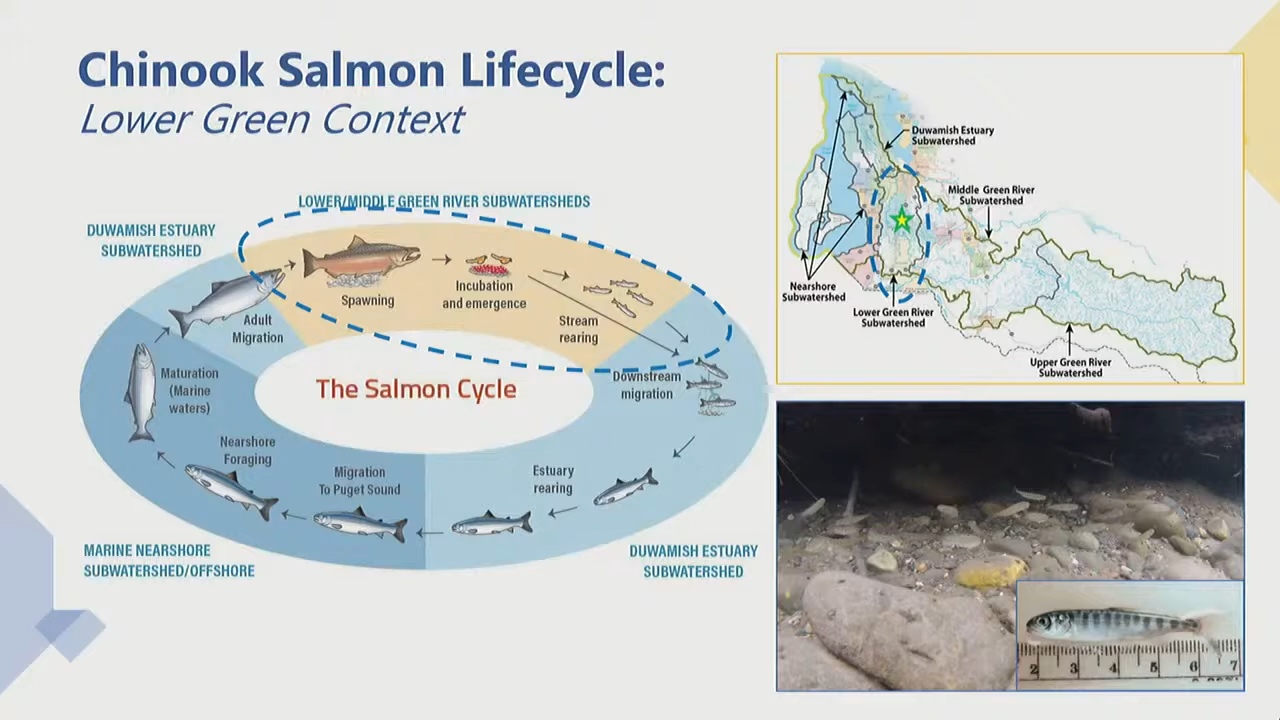 Chinook Salmon Lifecycle:
Lower Green Context
LOWER/MIDDLE GREEN RIVER SUBWATERSHEDS
DUWAMISH ESTUARY
SUBWATERSHED
Spawning
Incubation
and emergence
Stream
rearing
Adult
Migration
Downstream
migration
Maturation
(Marine
waters)
The Salmon Cycle
Nearshore
Foraging
Migration
To Puget Sound
Estuary
rearing
MARINE NEARSHORE
SUBWATERSHED/OFFSHORE
DUWAMISH ESTUARY
SUBWATERSHED
Duwamish Estuary
Subwatershed
Middle Green River
Subwatershed
Nearshore
Subwatershed
Lower Green River
Subwatershed
Upper Green River
Subwatershed
2 3 4 5 6 7